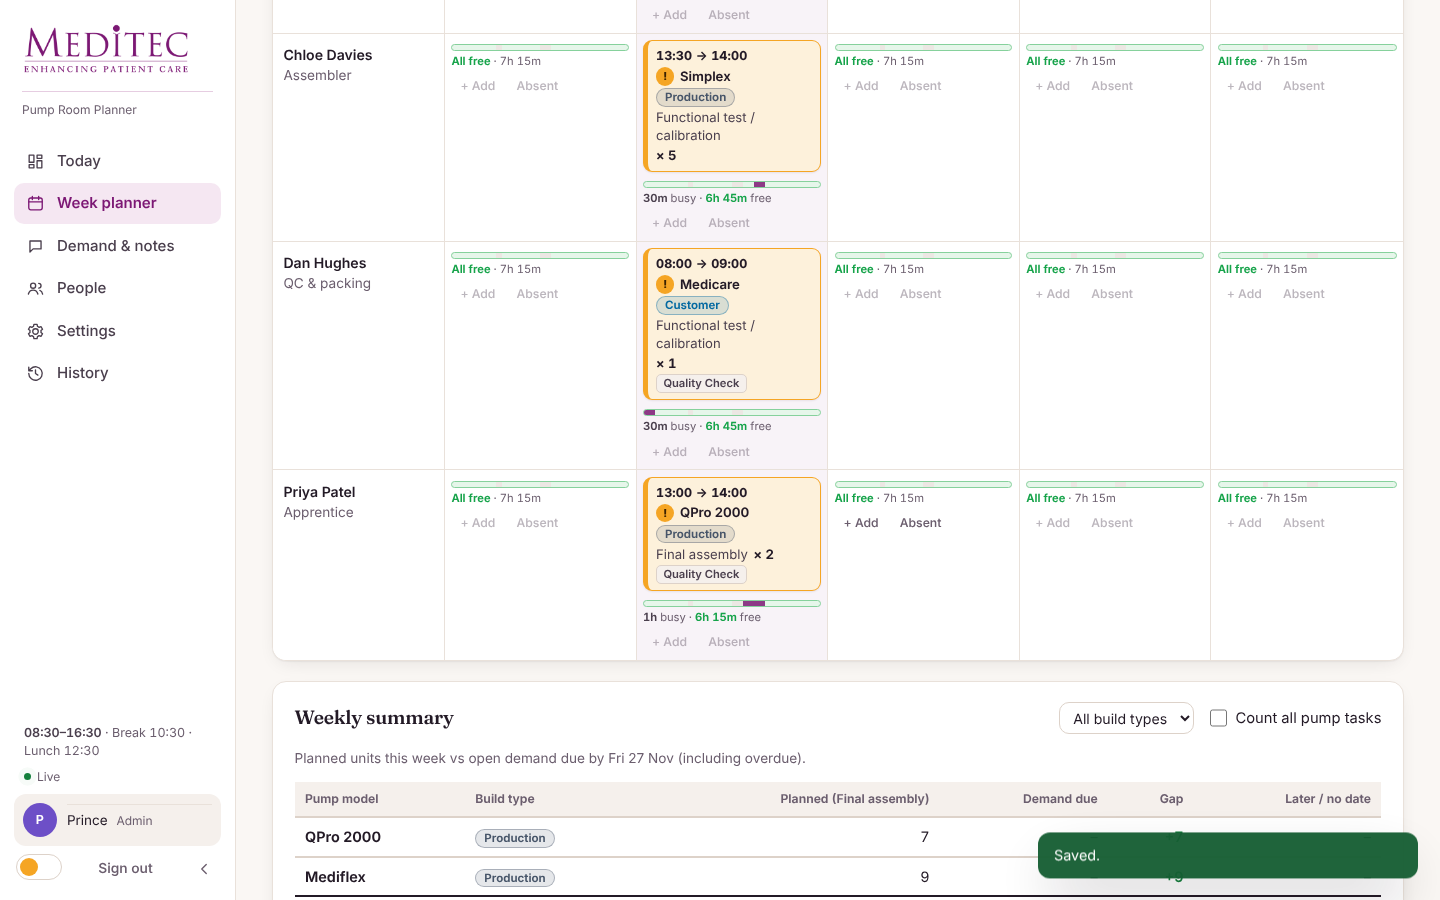 MEDITEC
ENHANCING PATIENT CARE
Pump Room Planner
Today
Week planner
Demand & notes
People
Settings
History
08:30–16:30 · Break 10:30 ·
Lunch 12:30
Live
P Prince Admin
Sign out
+ Add Absent
Chloe Davies
Assembler
All free · 7h 15m
+ Add Absent
13:30 → 14:00
! Simplex
Production
Functional test /
calibration
× 5
30m busy · 6h 45m free
+ Add Absent
All free · 7h 15m
+ Add Absent
All free · 7h 15m
+ Add Absent
All free · 7h 15m
+ Add Absent
Dan Hughes
QC & packing
All free · 7h 15m
+ Add Absent
08:00 → 09:00
! Medicare
Customer
Functional test /
calibration
× 1
Quality Check
30m busy · 6h 45m free
+ Add Absent
All free · 7h 15m
+ Add Absent
All free · 7h 15m
+ Add Absent
All free · 7h 15m
+ Add Absent
Priya Patel
Apprentice
All free · 7h 15m
+ Add Absent
13:00 → 14:00
! QPro 2000
Production
Final assembly × 2
Quality Check
1h busy · 6h 15m free
+ Add Absent
All free · 7h 15m
+ Add Absent
All free · 7h 15m
+ Add Absent
All free · 7h 15m
+ Add Absent
Weekly summary
All build types
Count all pump tasks
Planned units this week vs open demand due by Fri 27 Nov (including overdue).
Pump model Build type Planned (Final assembly) Demand due Gap Later / no date
QPro 2000 Production 7
Mediflex Production 9
Saved.